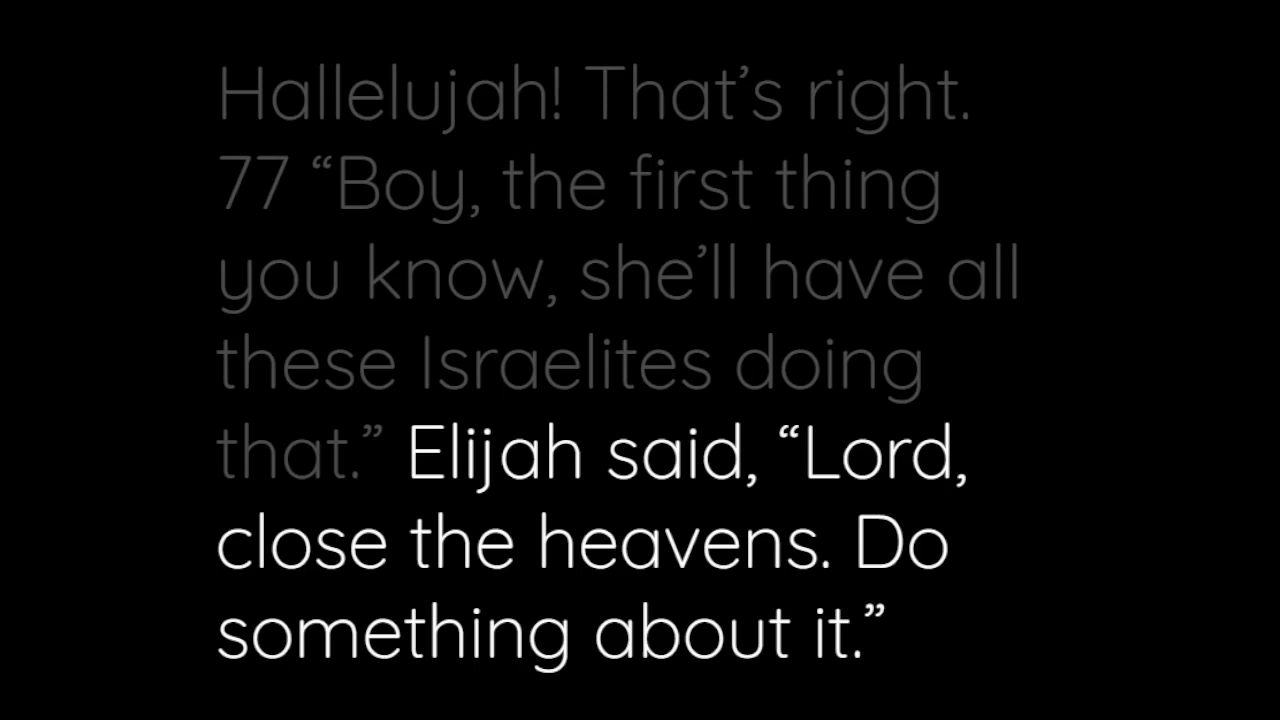 Hallelujah! That’s right.
77 “Boy, the first thing
you know, she’ll have all
these Israelites doing
that.” Elijah said, “Lord,
close the heavens. Do
something about it.”